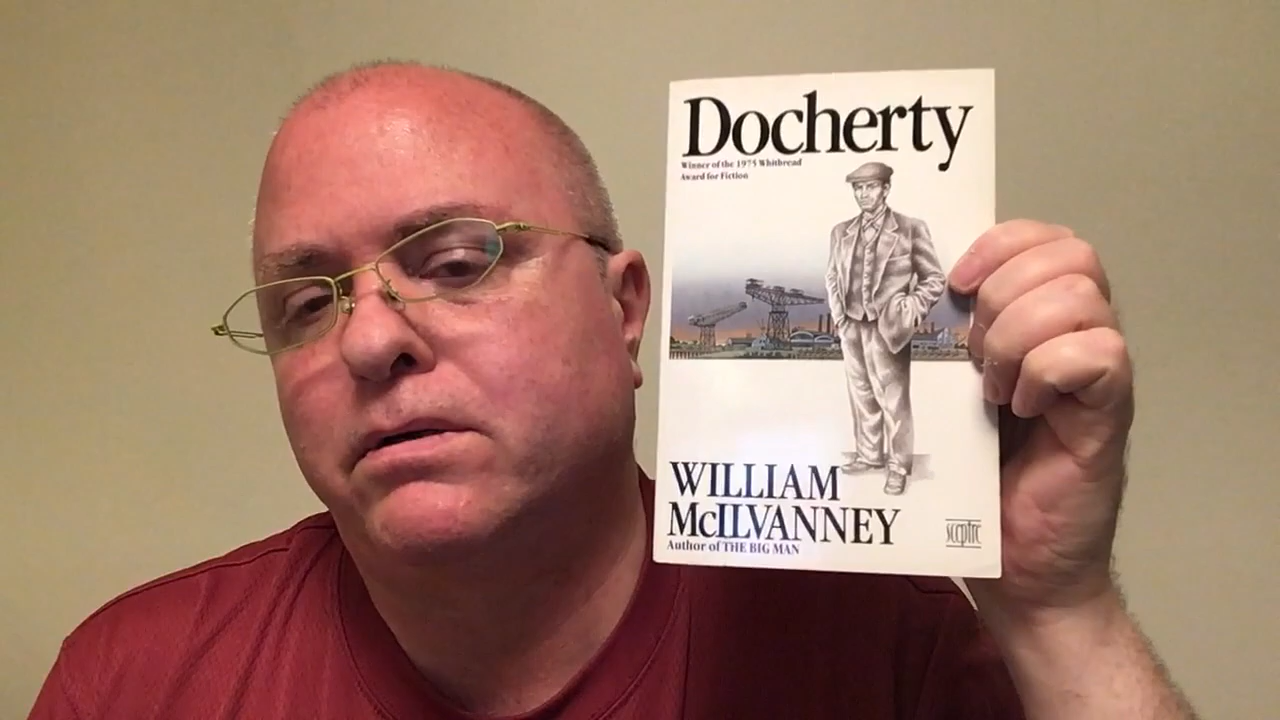 Docherty
Winner of the 1975 Whitbread
Award for Fiction
WILLIAM
McILVANNEY
Author of THE BIG MAN
sceptre